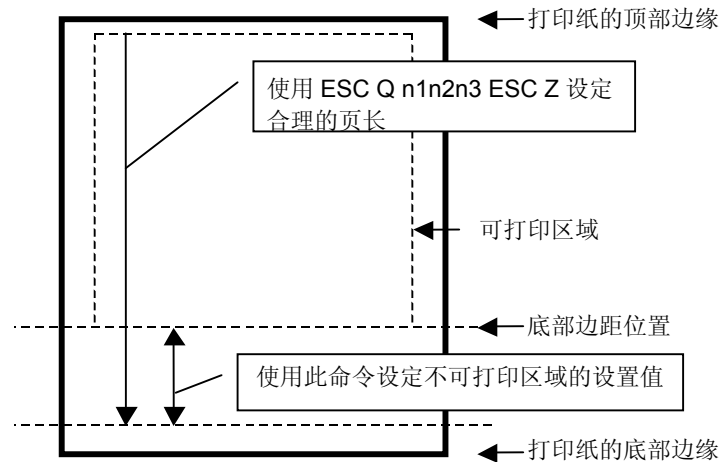 打印纸的顶部边缘
使用 ESC Q n1n2n3 ESC Z 设定
合理的页长
可打印区域
底部边距位置
使用此命令设定不可打印区域的设置值
打印纸的底部边缘